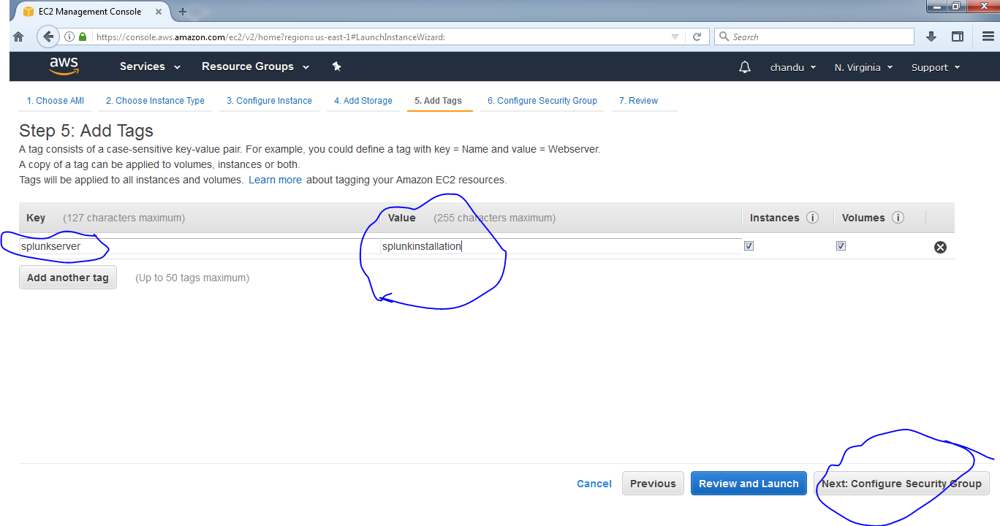 EC2 Management Console
https://console.aws.amazon.com/ec2/v2/home?region=us-east-1#LaunchInstanceWizard:
Search
aws Services Resource Groups chandu N. Virginia Support
1. Choose AMI 2. Choose Instance Type 3. Configure Instance 4. Add Storage 5. Add Tags 6. Configure Security Group 7. Review
Step 5: Add Tags
A tag consists of a case-sensitive key-value pair. For example, you could define a tag with key = Name and value = Webserver.
A copy of a tag can be applied to volumes, instances or both.
Tags will be applied to all instances and volumes. Learn more about tagging your Amazon EC2 resources.
Key (127 characters maximum) Value (255 characters maximum) Instances Volumes
splunkserver splunkinstallation
Add another tag (Up to 50 tags maximum)
Cancel Previous Review and Launch Next: Configure Security Group